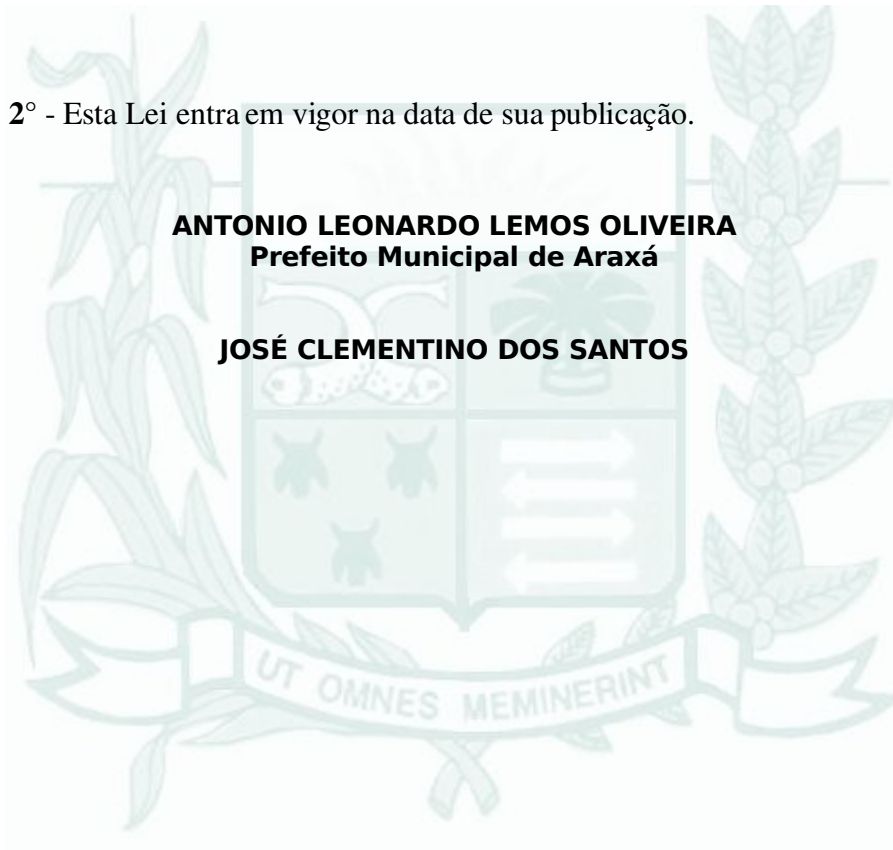 2° - Esta Lei entra em vigor na data de sua publicação.
ANTONIO LEONARDO LEMOS OLIVEIRA
Prefeito Municipal de Araxá
JOSÉ CLEMENTINO DOS SANTOS
UT OMNES MEMINERINT